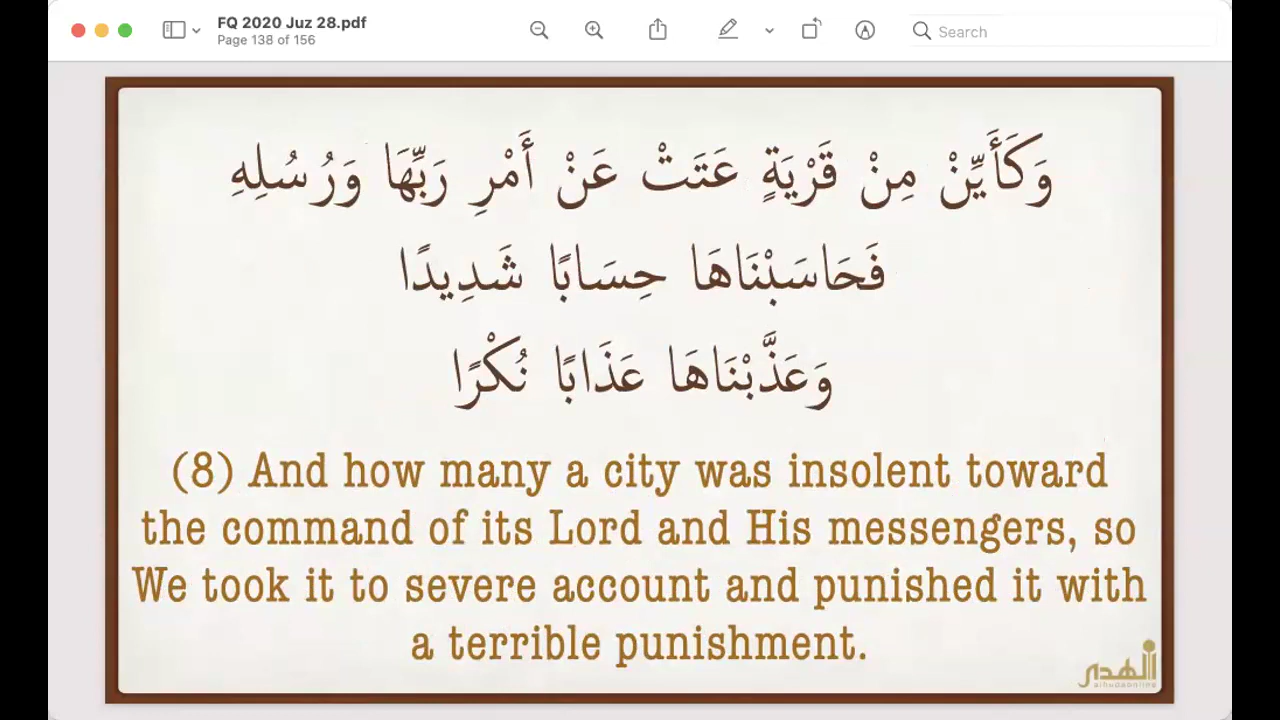 FQ 2020 Juz 28.pdf
Page 138 of 156
Search
وَكَأَيِّنْ مِنْ قَرْيَةٍ عَتَتْ عَنْ أَمْرِ رَبِّهَا وَرُسُلِهِ
فَحَاسَبْنَاهَا حِسَابًا شَدِيدًا
وَعَذَّبْنَاهَا عَذَابًا نُكْرًا
(8) And how many a city was insolent toward
the command of its Lord and His messengers, so
We took it to severe account and punished it with
a terrible punishment.
الهدى
alhudaonline